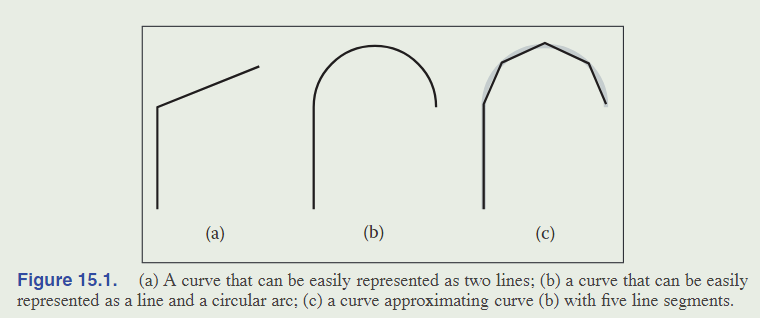 (a) (b) (c)
Figure 15.1. (a) A curve that can be easily represented as two lines; (b) a curve that can be easily
represented as a line and a circular arc; (c) a curve approximating curve (b) with five line segments.